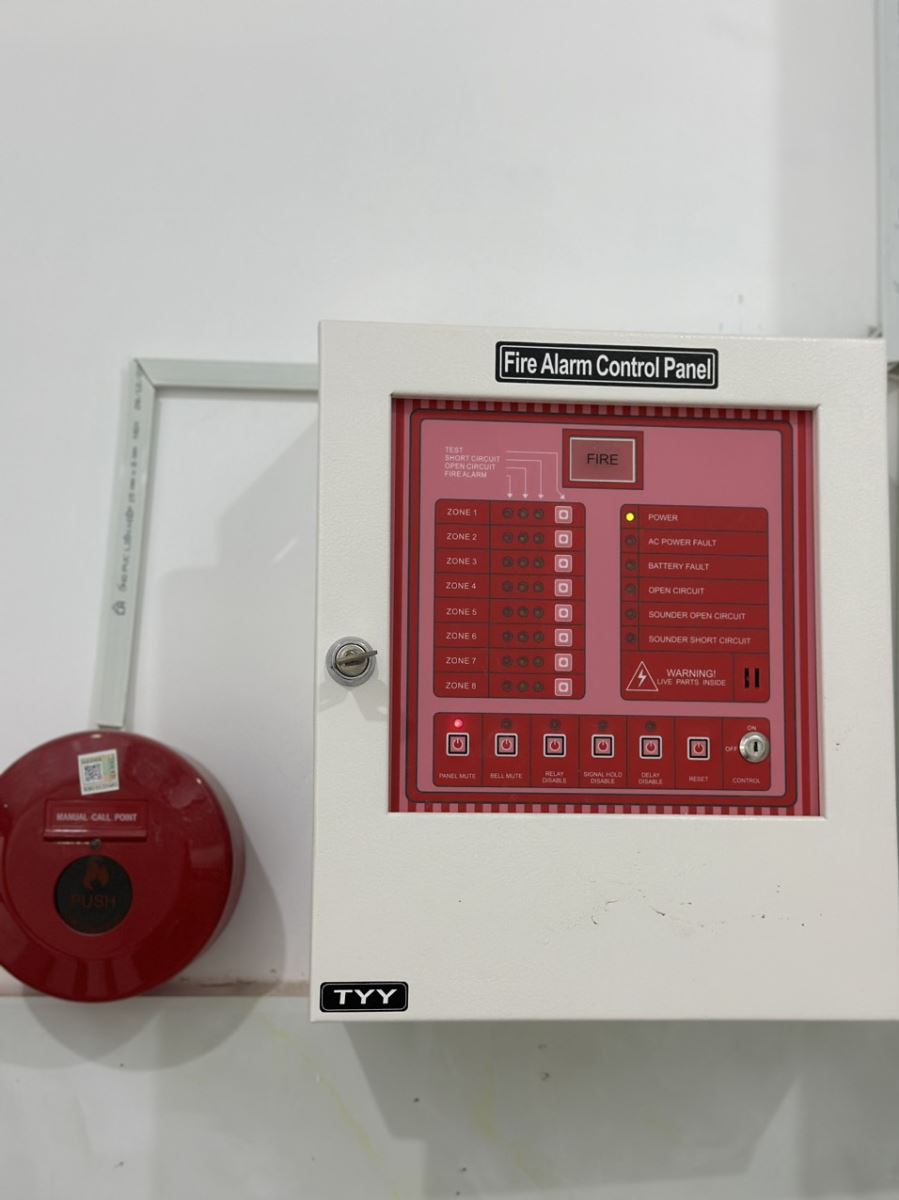 Fire Alarm Control Panel
FIRE
TEST
SHORT CIRCUIT
OPEN CIRCUIT
FIRE ALARM
ZONE 1
ZONE 2
ZONE 3
ZONE 4
ZONE 5
ZONE 6
ZONE 7
ZONE 8
POWER
AC POWER FAULT
BATTERY FAULT
OPEN CIRCUIT
SOUNDER OPEN CIRCUIT
SOUNDER SHORT CIRCUIT
WARNING!
LIVE PARTS INSIDE
PANEL MUTE
BELL MUTE
RELAY
DISABLE
SIGNAL HOLD
DISABLE
DELAY
DISABLE
RESET
ON
OFF
CONTROL
MANUAL CALL POINT
PUSH
TYY